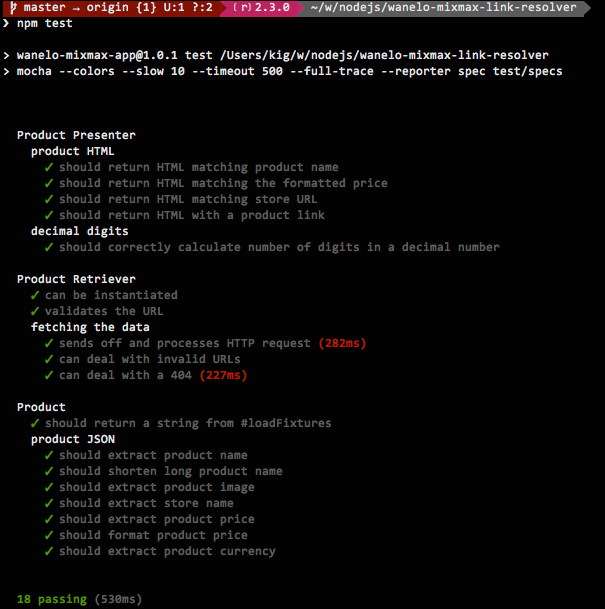 master → origin {1} U:1 ?:2 (r)2.3.0 ~/w/nodejs/wanelo-mixmax-link-resolver
❯ npm test
> wanelo-mixmax-app@1.0.1 test /Users/kig/w/nodejs/wanelo-mixmax-link-resolver
> mocha --colors --slow 10 --timeout 500 --full-trace --reporter spec test/specs
Product Presenter
product HTML
✓ should return HTML matching product name
✓ should return HTML matching the formatted price
✓ should return HTML matching store URL
✓ should return HTML with a product link
decimal digits
✓ should correctly calculate number of digits in a decimal number
Product Retriever
✓ can be instantiated
✓ validates the URL
fetching the data
✓ sends off and processes HTTP request (282ms)
✓ can deal with invalid URLs
✓ can deal with a 404 (227ms)
Product
✓ should return a string from #loadFixtures
product JSON
✓ should extract product name
✓ should shorten long product name
✓ should extract product image
✓ should extract store name
✓ should extract product price
✓ should format product price
✓ should extract product currency
18 passing (530ms)